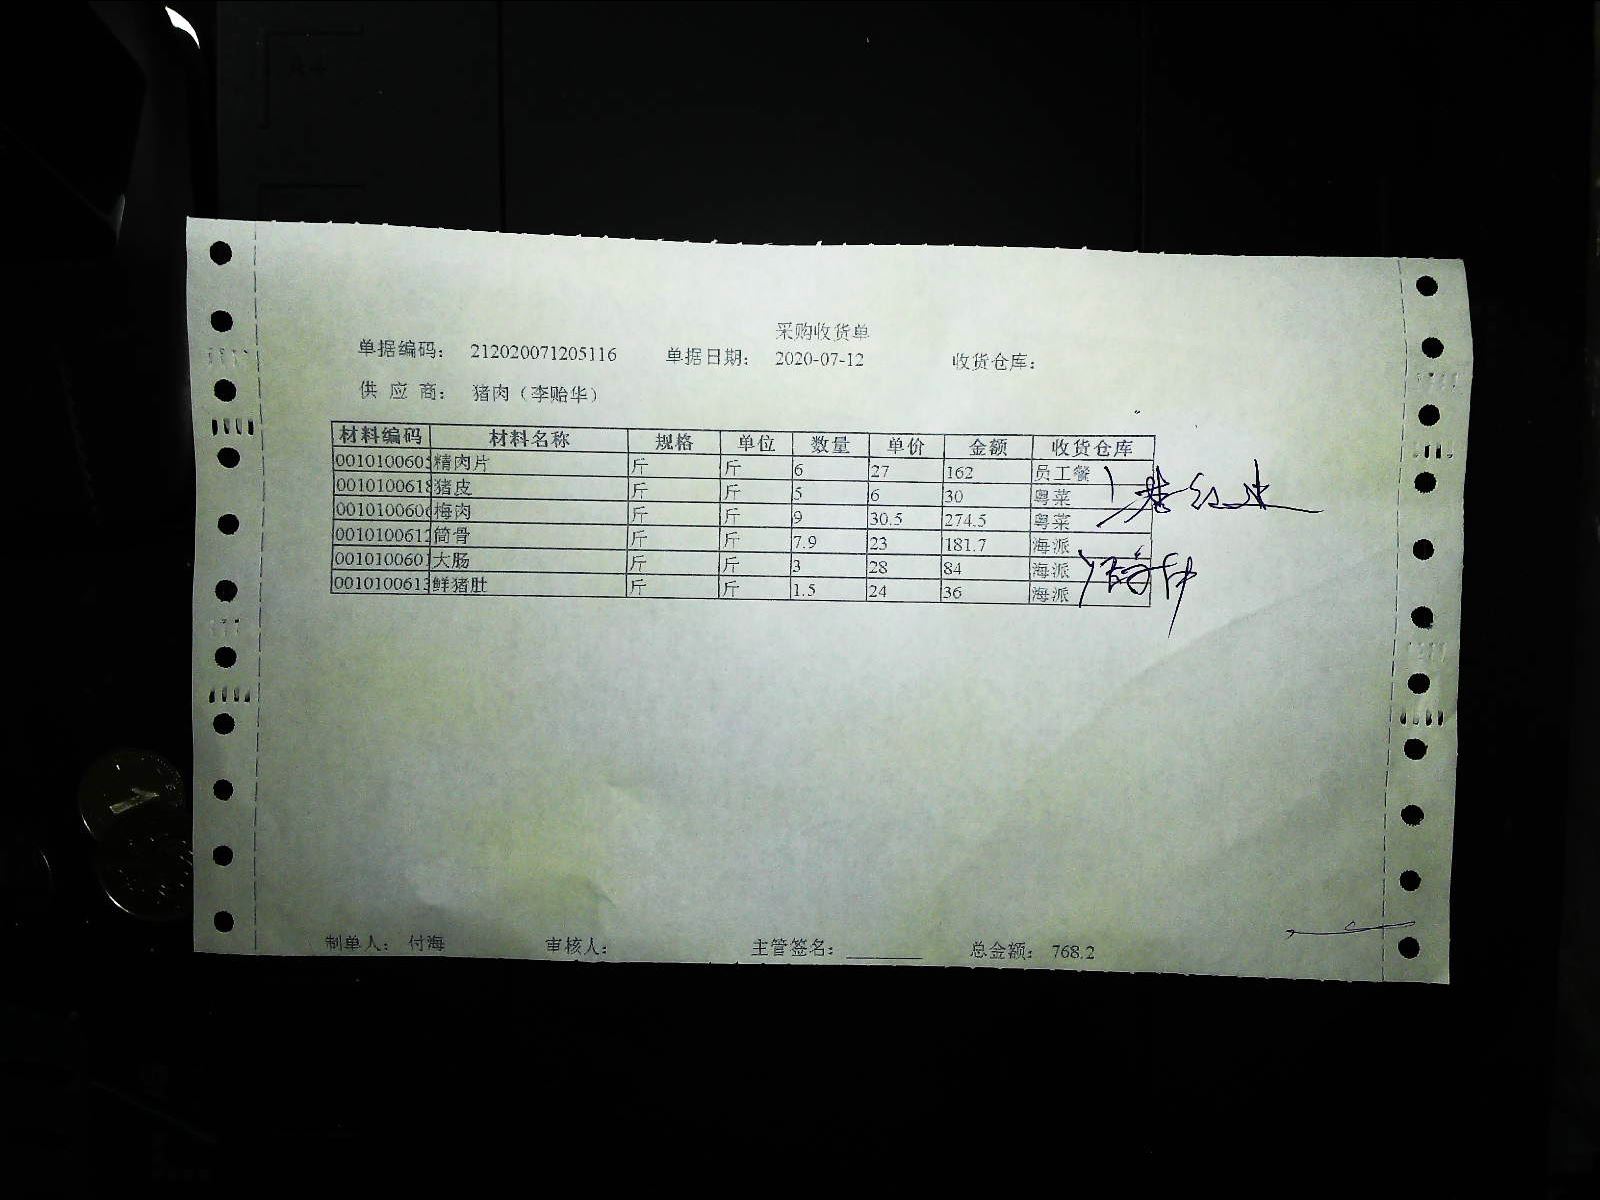 采购收货单
单据编码： 212020071205116 单据日期： 2020-07-12 收货仓库：
供 应 商： 猪肉（李贻华）
材料编码 材料名称 规格 单位 数量 单价 金额 收货仓库
0010100605 精肉片 斤 斤 6 27 162 员工餐
0010100618 猪皮 斤 斤 5 6 30 粤菜
0010100606 梅肉 斤 斤 9 30.5 274.5 粤菜
0010100612 筒骨 斤 斤 7.9 23 181.7 海派
0010100601 大肠 斤 斤 3 28 84 海派
0010100613 鲜猪肚 斤 斤 1.5 24 36 海派
制单人： 付海 审核人： 主管签名： 总金额： 768.2